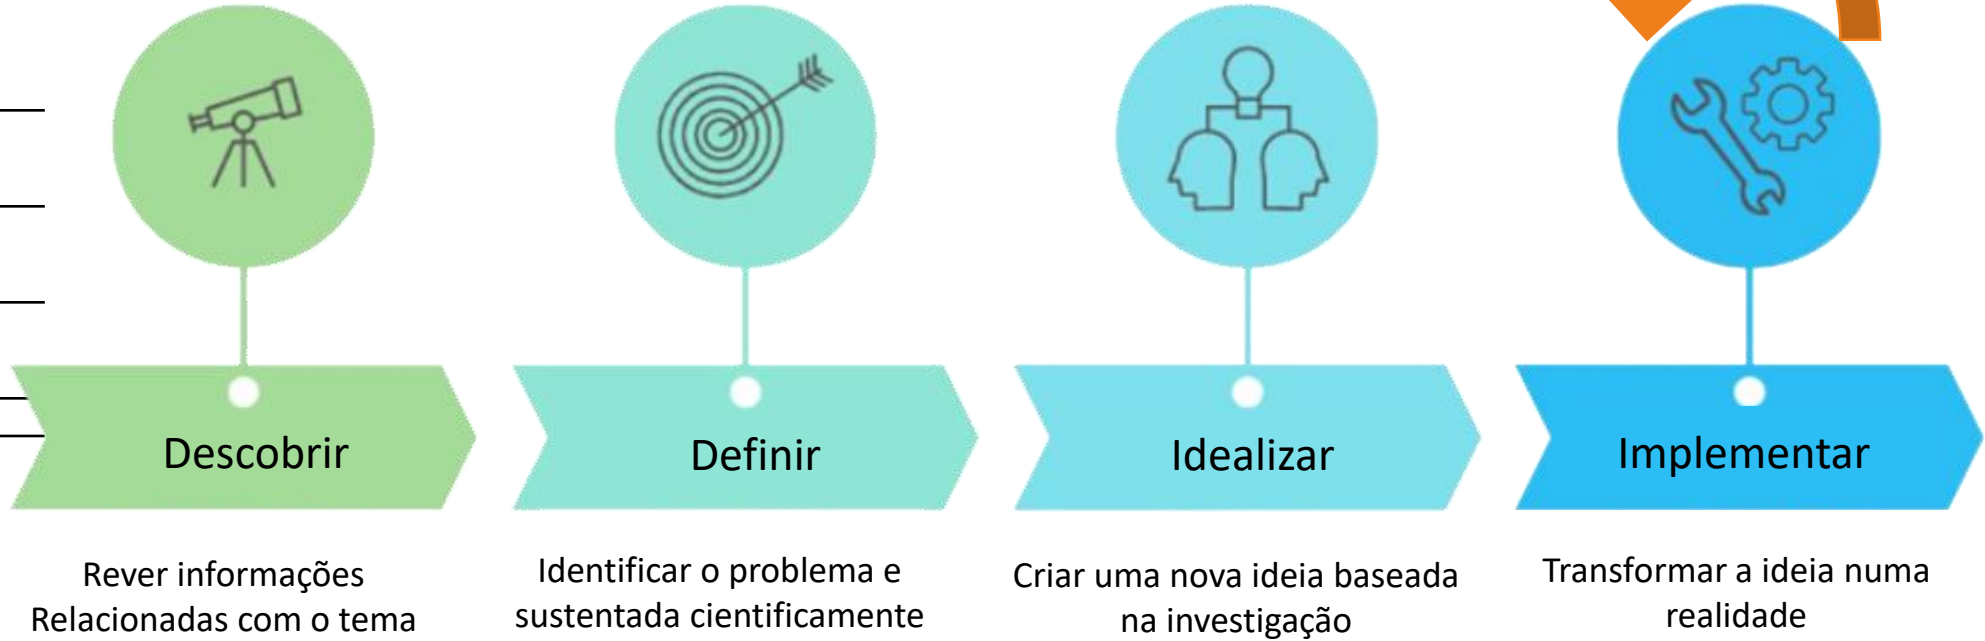 Descobrir
Definir
Idealizar
Implementar
Rever informações
Relacionadas com o tema
Identificar o problema e
sustentada cientificamente
Criar uma nova ideia baseada
na investigação
Transformar a ideia numa
realidade